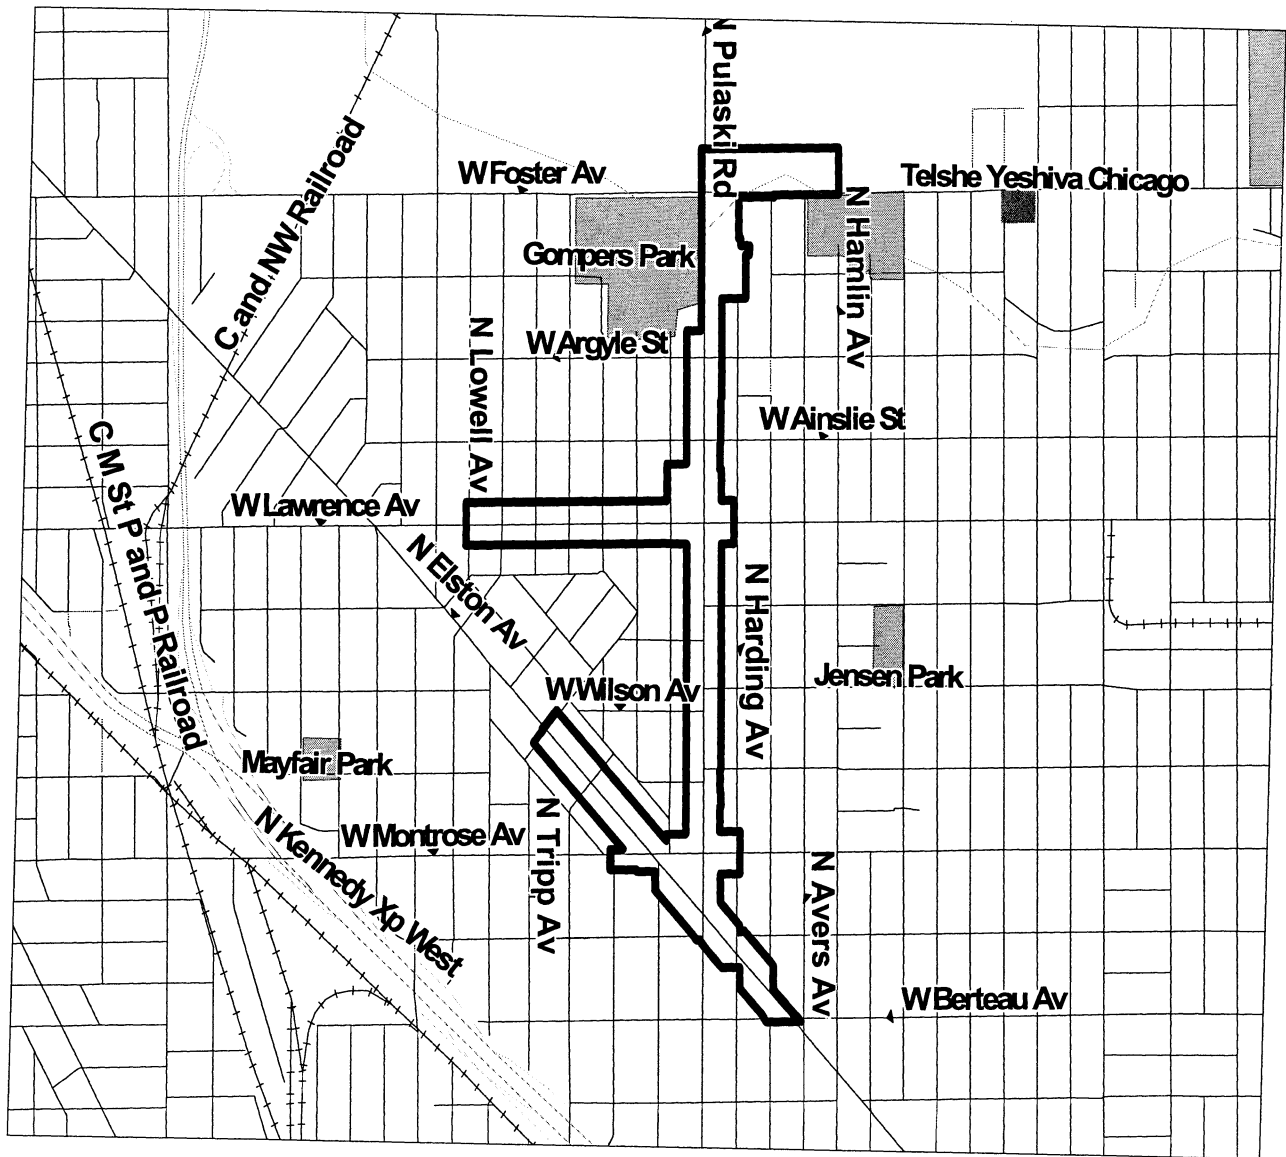 N Pulaski Rd
W Foster Av
Telshe Yeshiva Chicago
C and NW Railroad
N Hamlin Av
Gompers Park
W Argyle St
N Lowell Av
W Ainslie St
C M St P and P Railroad
W Lawrence Av
N Elston Av
N Harding Av
Jensen Park
W Wilson Av
Mayfair Park
N Tripp Av
W Montrose Av
N Kennedy Xp West
N Avers Av
W Berteau Av